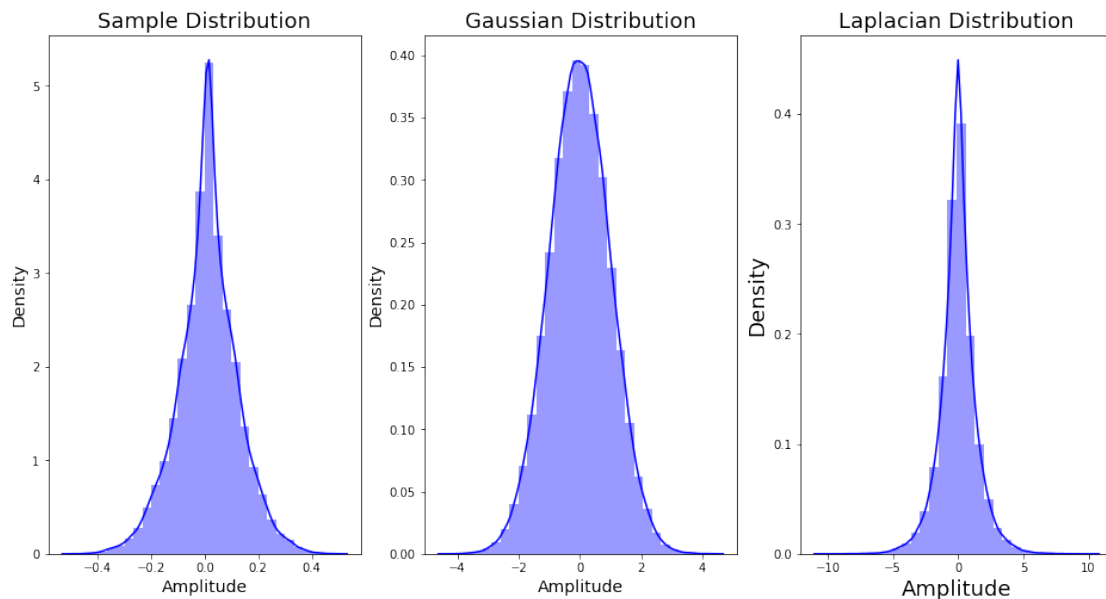 Sample Distribution
Density
5
4
3
2
1
0
−0.4 −0.2 0.0 0.2 0.4
Amplitude
Gaussian Distribution
Density
0.40
0.35
0.30
0.25
0.20
0.15
0.10
0.05
0.00
−4 −2 0 2 4
Amplitude
Laplacian Distribution
Density
0.4
0.3
0.2
0.1
0.0
−10 −5 0 5 10
Amplitude